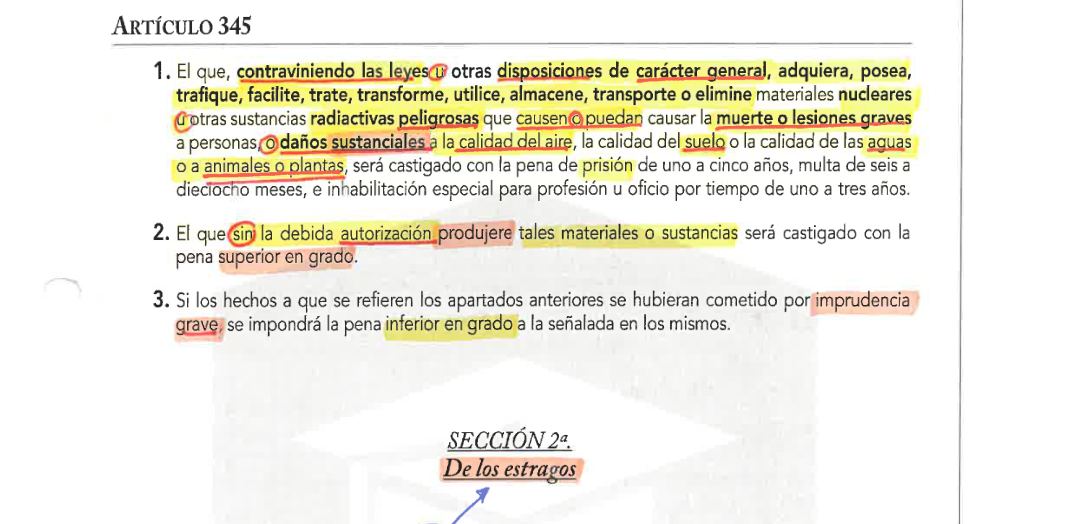 ARTÍCULO 345
1. El que, contraviniendo las leyes u otras disposiciones de carácter general, adquiera, posea,
trafique, facilite, trate, transforme, utilice, almacene, transporte o elimine materiales nucleares
u otras sustancias radiactivas peligrosas que causen o puedan causar la muerte o lesiones graves
a personas, o daños sustanciales a la calidad del aire, la calidad del suelo o la calidad de las aguas
o a animales o plantas, será castigado con la pena de prisión de uno a cinco años, multa de seis a
dieciocho meses, e inhabilitación especial para profesión u oficio por tiempo de uno a tres años.
2. El que sin la debida autorización produjere tales materiales o sustancias será castigado con la
pena superior en grado.
3. Si los hechos a que se refieren los apartados anteriores se hubieran cometido por imprudencia
grave, se impondrá la pena inferior en grado a la señalada en los mismos.
SECCIÓN 2ª.
De los estragos